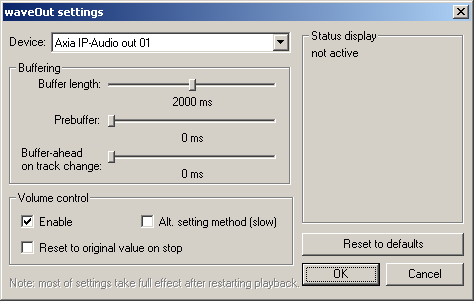 waveOut settings
Device: Axia IP-Audio out 01
Buffering
Buffer length:
2000 ms
Prebuffer:
0 ms
Buffer-ahead
on track change:
0 ms
Volume control
Enable
Alt. setting method (slow)
Reset to original value on stop
Note: most of settings take full effect after restarting playback.
Status display
not active
Reset to defaults
OK
Cancel